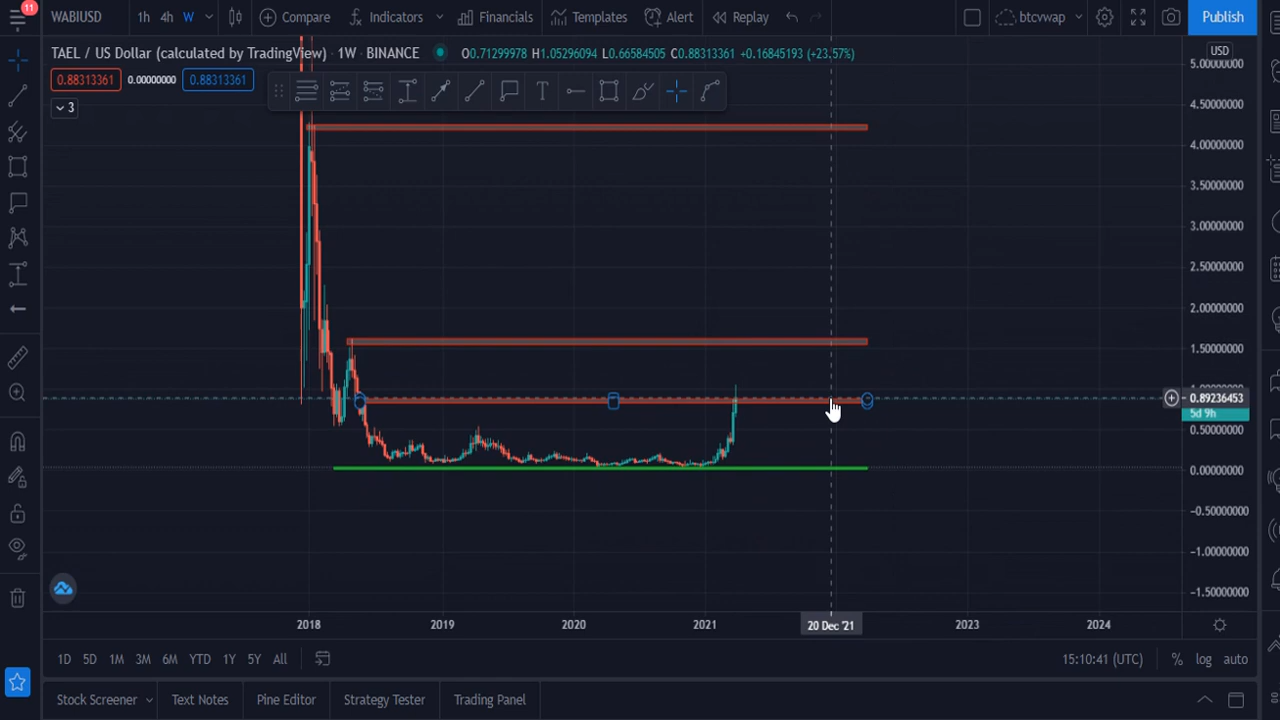 11
WABIUSD 1h 4h W Compare Indicators Financials Templates Alert Replay btcvwap Publish
TAEL / US Dollar (calculated by TradingView) · 1W · BINANCE O0.71299978 H1.05296094 L0.66584505 C0.88313361 +0.16845193 (+23.57%) USD
0.88313361 0.00000000 0.88313361
3
5.00000000
4.50000000
4.00000000
3.50000000
3.00000000
2.50000000
2.00000000
1.50000000
0.89236453
5d 9h
0.50000000
0.00000000
−0.50000000
−1.00000000
−1.50000000
2018 2019 2020 2021 20 Dec '21 2023 2024
1D 5D 1M 3M 6M YTD 1Y 5Y All 15:10:41 (UTC) % log auto
Stock Screener Text Notes Pine Editor Strategy Tester Trading Panel